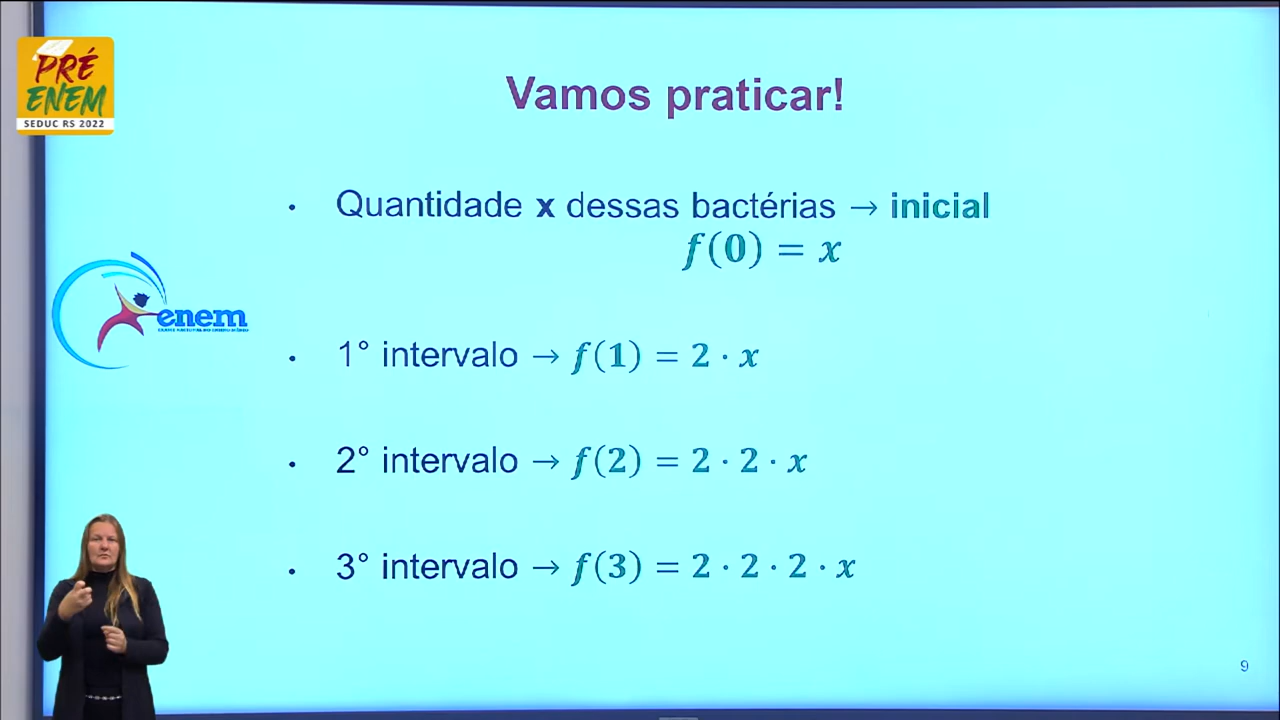 PRÉ
ENEM
SEDUC RS 2022
Vamos praticar!
• Quantidade x dessas bactérias → inicial
f(0) = x
enem
• 1° intervalo → f(1) = 2 · x
• 2° intervalo → f(2) = 2 · 2 · x
• 3° intervalo → f(3) = 2 · 2 · 2 · x
9